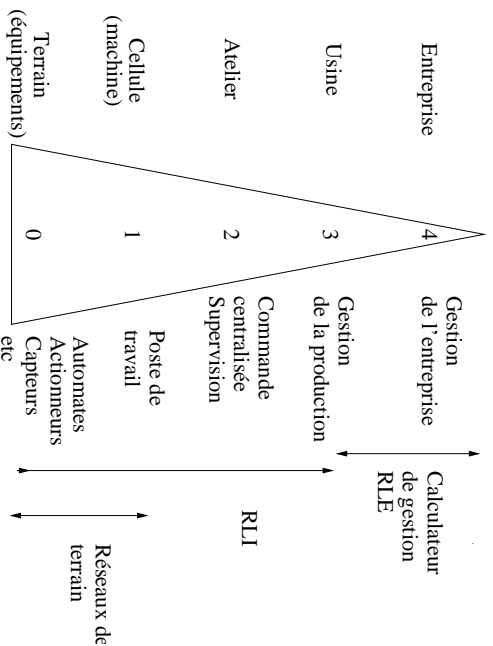 Entreprise
Usine
Atelier
Cellule
(machine)
Terrain
(équipements)
4
3
2
1
0
Gestion
de l'entreprise
Gestion
de la production
Commande
centralisée
Supervision
Poste de
travail
Automates
Actionneurs
Capteurs
etc
Calculateur
de gestion
RLE
RLI
Réseaux de
terrain